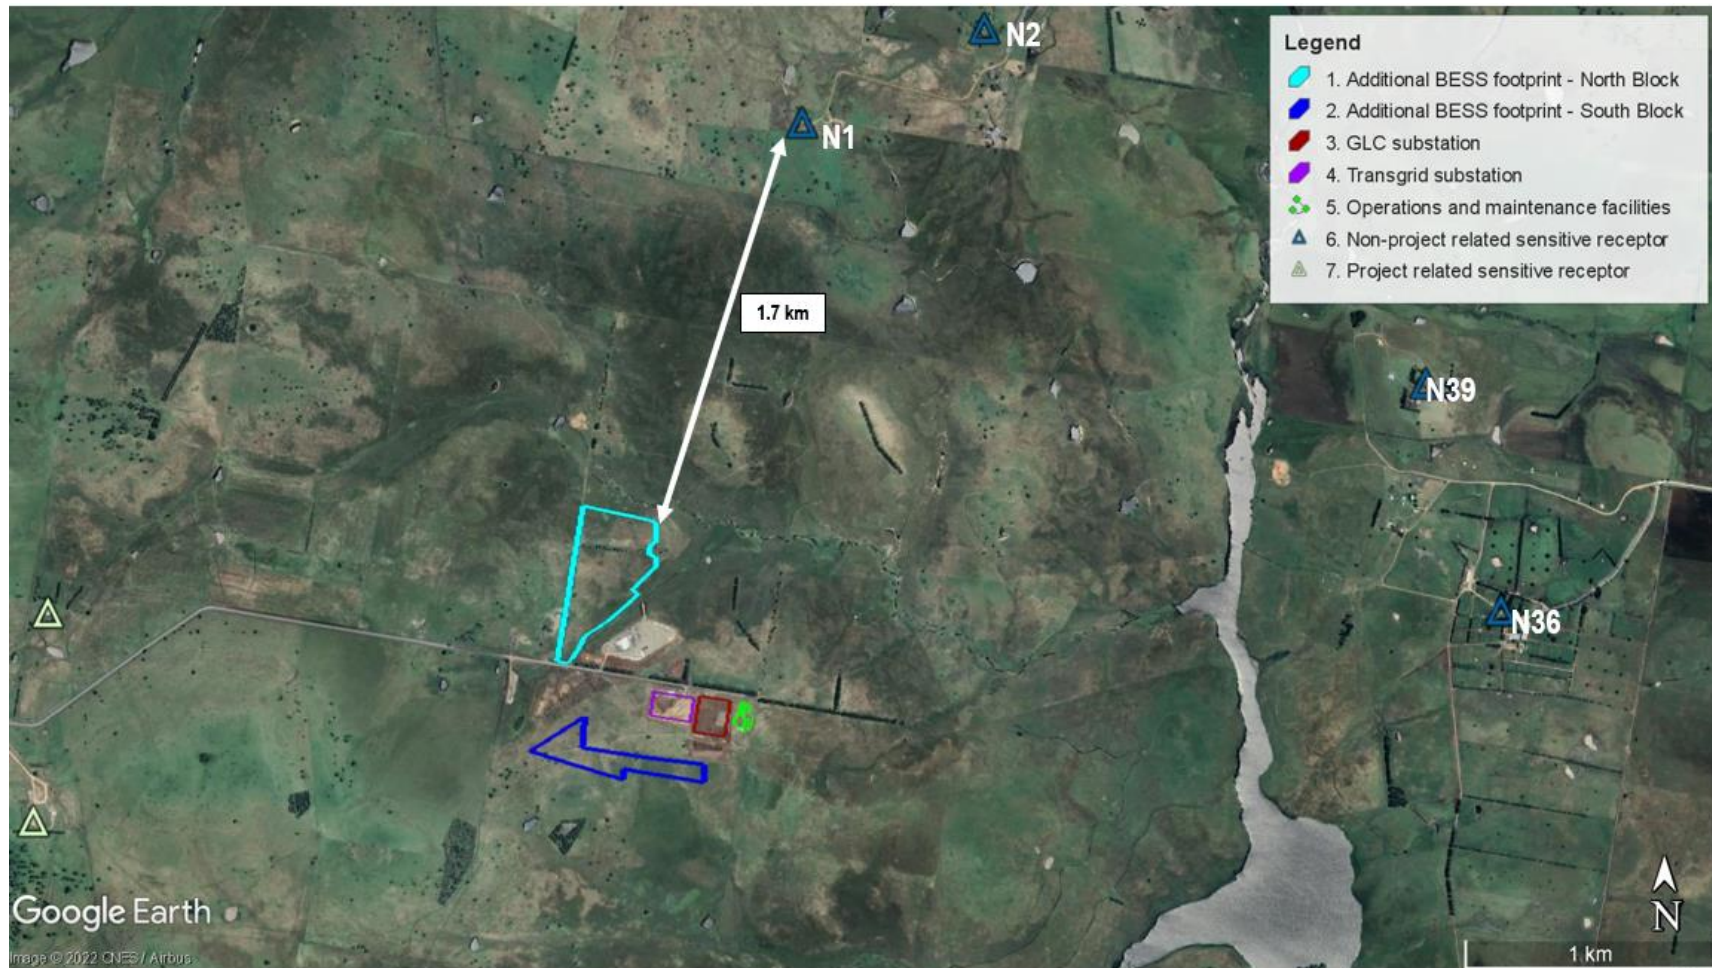 N2
N1
Legend
1. Additional BESS footprint - North Block
2. Additional BESS footprint - South Block
3. GLC substation
4. Transgrid substation
5. Operations and maintenance facilities
6. Non-project related sensitive receptor
7. Project related sensitive receptor
1.7 km
N39
N36
Google Earth
Image © 2022 CNES / Airbus
N
1 km